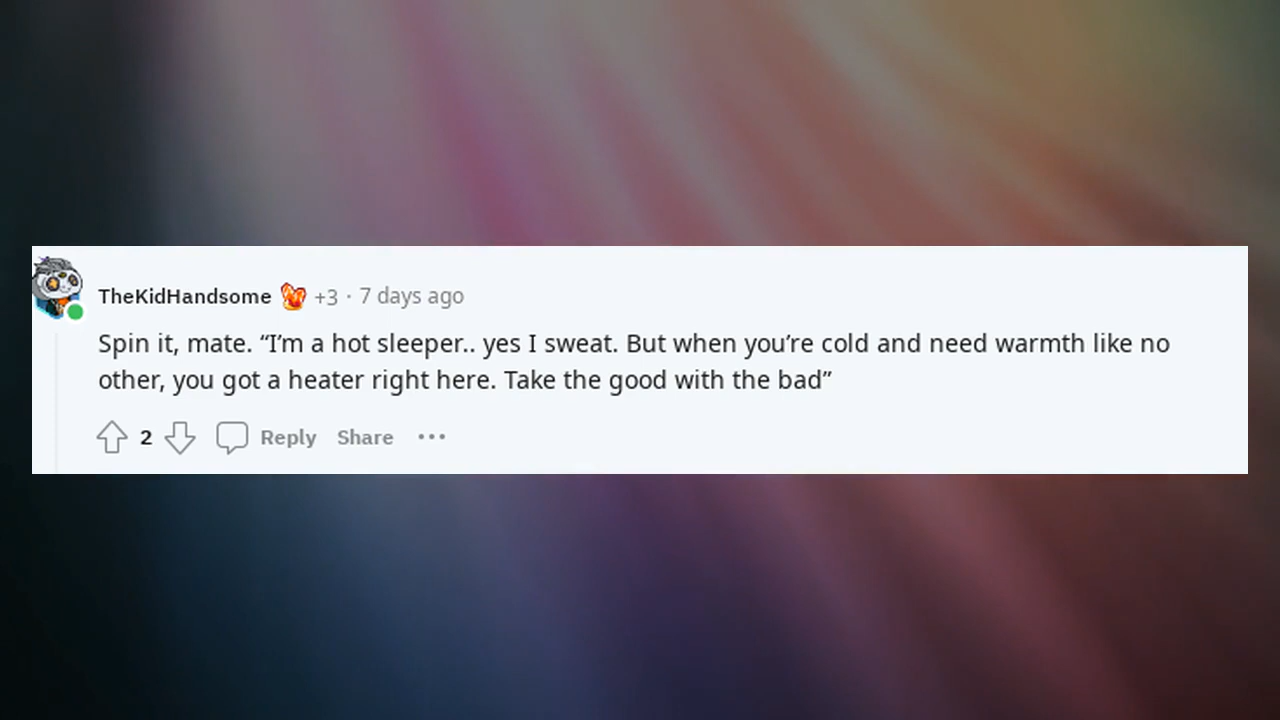 TheKidHandsome +3 · 7 days ago
Spin it, mate. “I’m a hot sleeper.. yes I sweat. But when you’re cold and need warmth like no
other, you got a heater right here. Take the good with the bad”
2 Reply Share •••